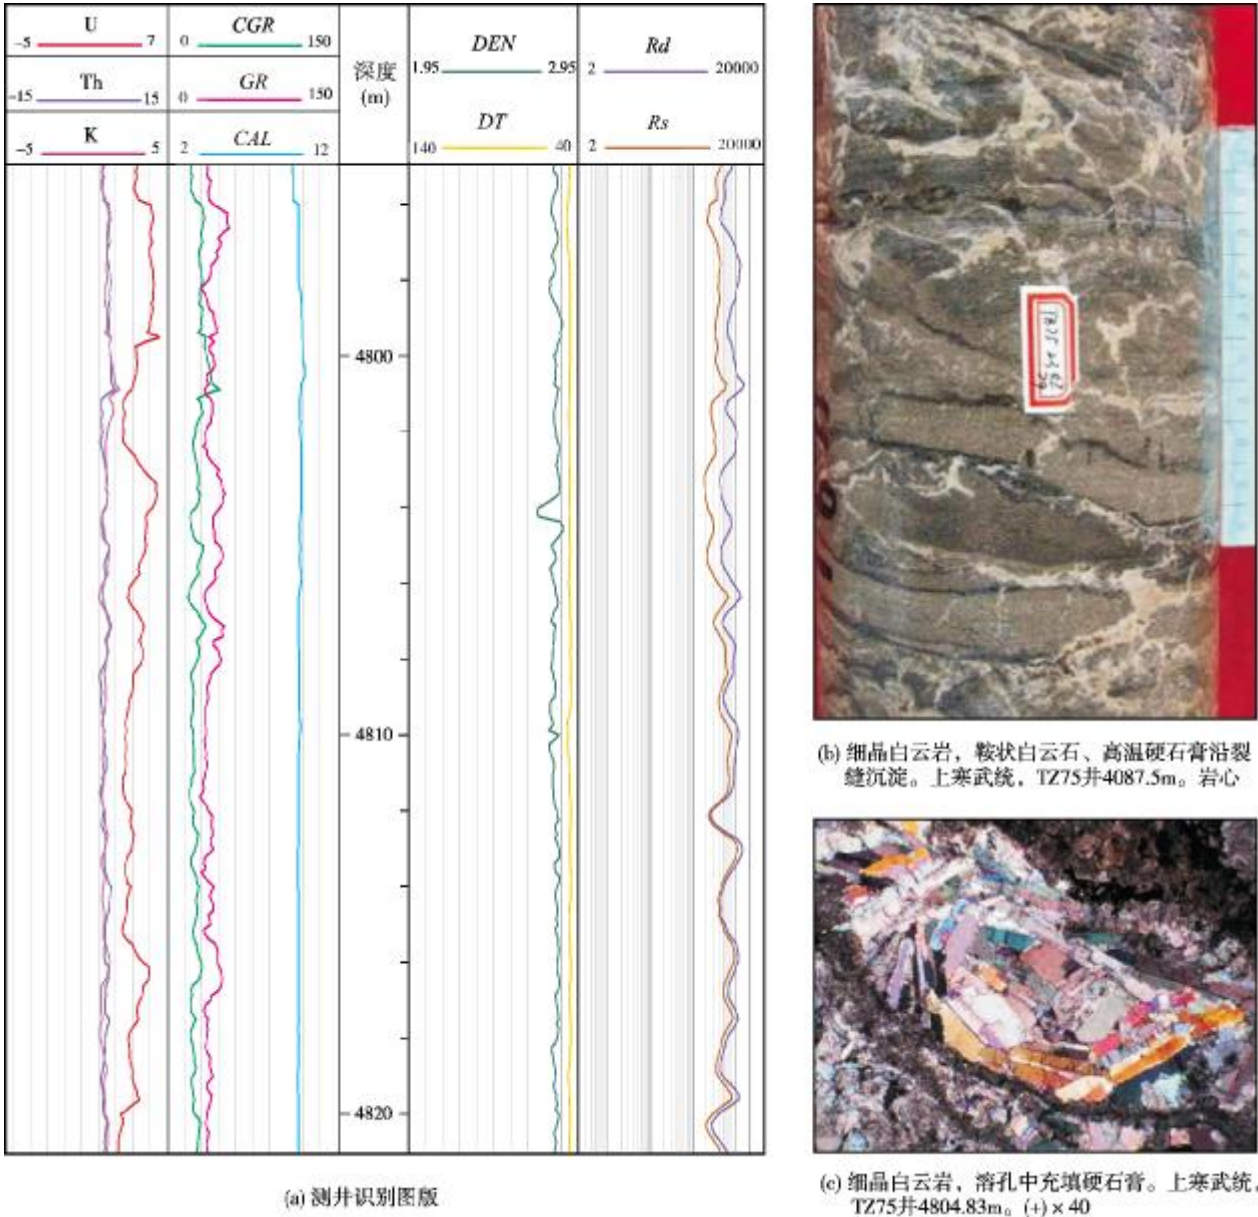 U
-5 7
Th
-15 15
K
-5 5
CGR
0 150
GR
0 150
CAL
2 12
深度
(m)
DEN
1.95 2.95
DT
140 40
Rd
2 20000
Rs
2 20000
4800
4810
4820
(a) 测井识别图版
(b) 细晶白云岩，鞍状白云石、高温硬石膏沿裂
缝沉淀。上寒武统，TZ75井4087.5m。岩心
(c) 细晶白云岩，溶孔中充填硬石膏。上寒武统，
TZ75井4804.83m。(+)×40